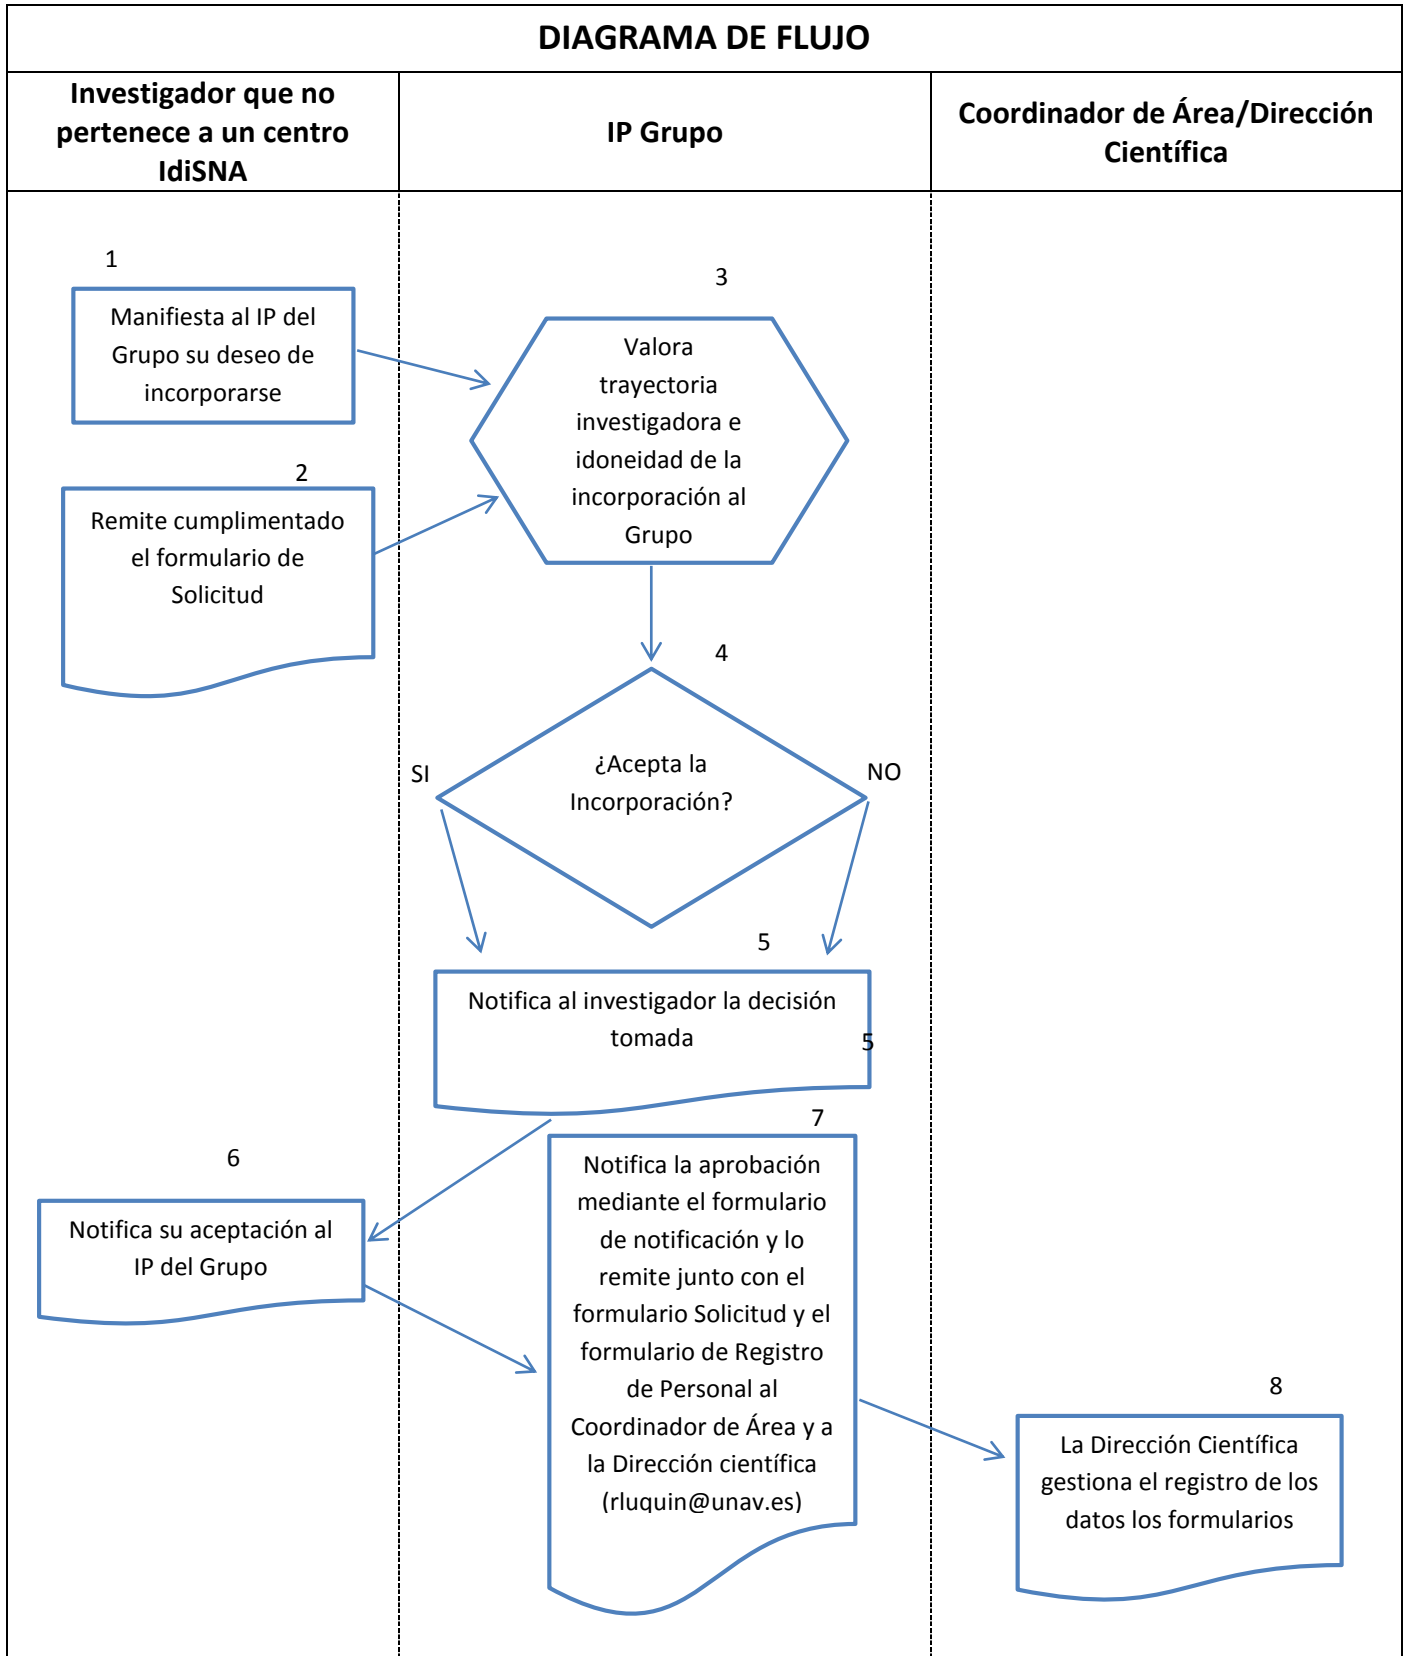 DIAGRAMA DE FLUJO
Investigador que no
pertenece a un centro
IdiSNA
IP Grupo
Coordinador de Área/Dirección
Científica
1
Manifiesta al IP del
Grupo su deseo de
incorporarse
2
Remite cumplimentado
el formulario de
Solicitud
3
Valora
trayectoria
investigadora e
idoneidad de la
incorporación al
Grupo
4
¿Acepta la
Incorporación?
SI
NO
5
Notifica al investigador la decisión
tomada
5
6
Notifica su aceptación al
IP del Grupo
7
Notifica la aprobación
mediante el formulario
de notificación y lo
remite junto con el
formulario Solicitud y el
formulario de Registro
de Personal al
Coordinador de Área y a
la Dirección científica
(rluquin@unav.es)
8
La Dirección Científica
gestiona el registro de los
datos los formularios